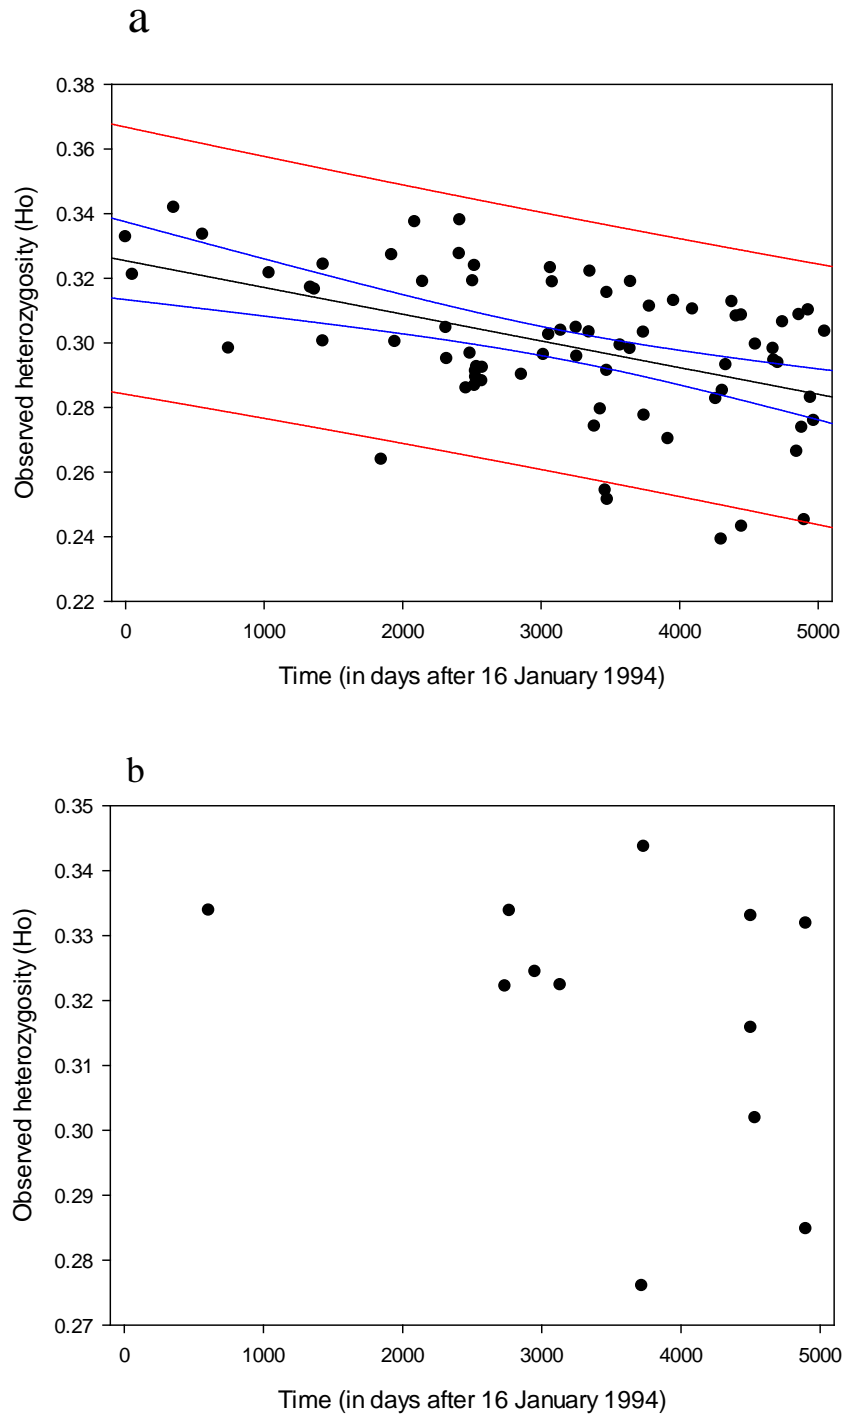 a
0.38
0.36
0.34
0.32
0.30
0.28
0.26
0.24
0.22
Observed heterozygosity (Ho)
0 1000 2000 3000 4000 5000
Time (in days after 16 January 1994)
b
0.35
0.34
0.33
0.32
0.31
0.30
0.29
0.28
0.27
Observed heterozygosity (Ho)
0 1000 2000 3000 4000 5000
Time (in days after 16 January 1994)